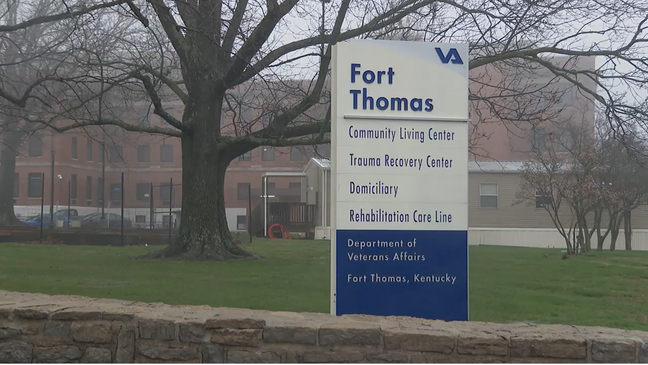 VA
Fort
Thomas
Community Living Center
Trauma Recovery Center
Domiciliary
Rehabilitation Care Line
Department of
Veterans Affairs
Fort Thomas, Kentucky